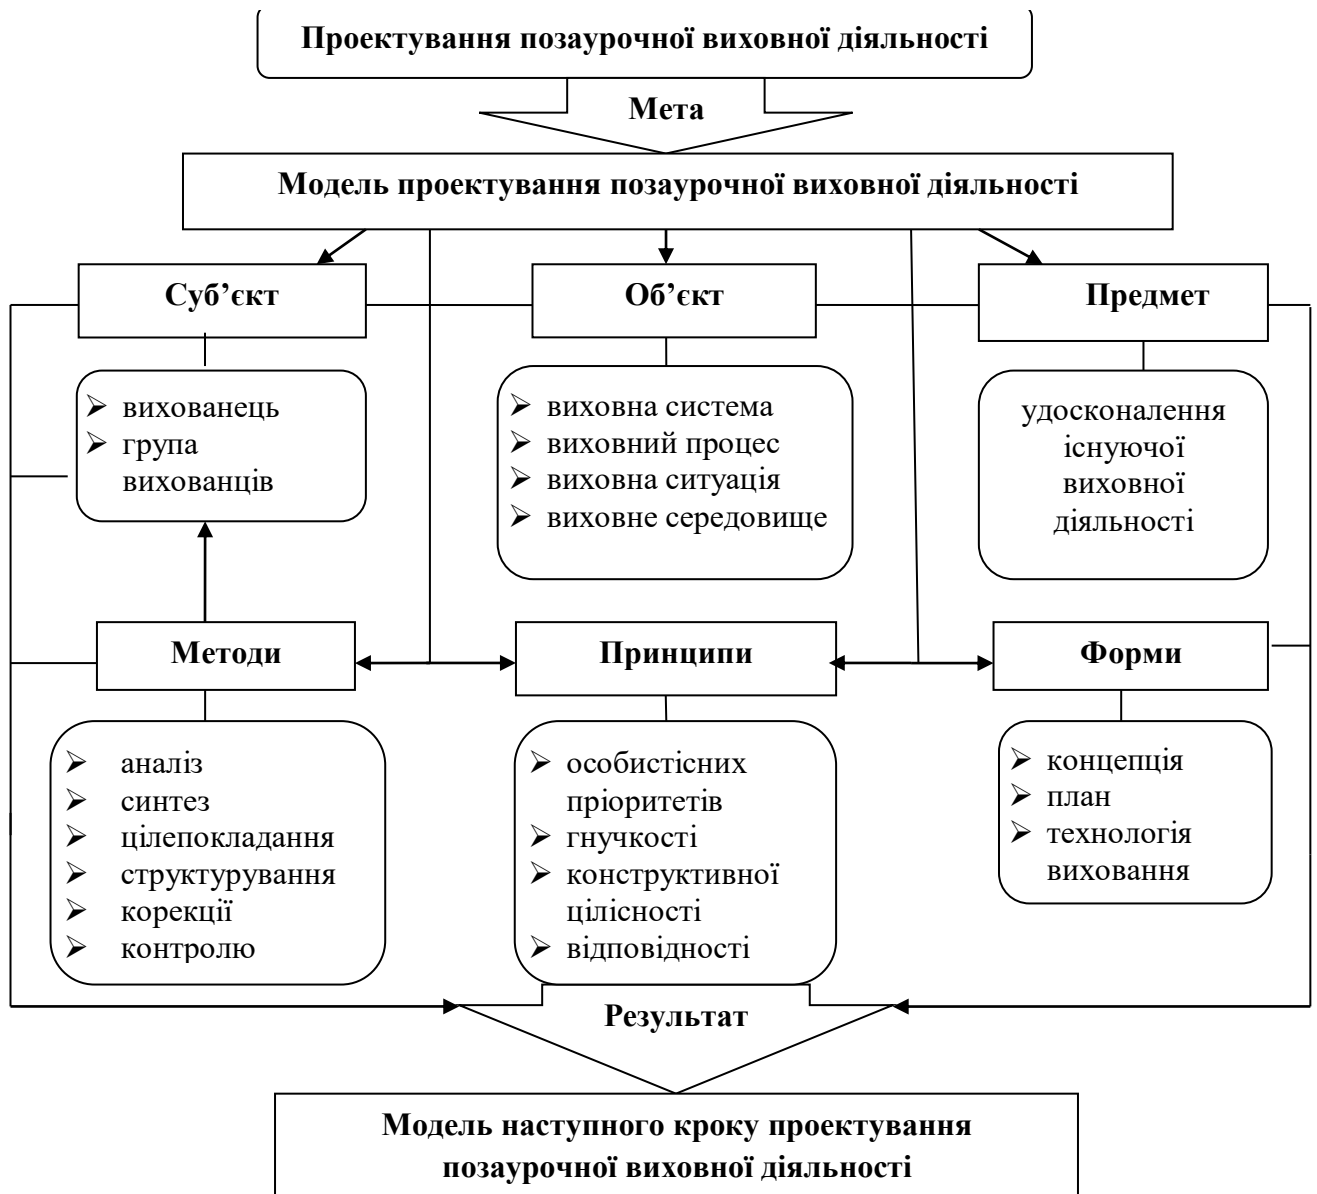 Проектування позаурочної виховної діяльності
Мета
Модель проектування позаурочної виховної діяльності
Суб’єкт
Об’єкт
Предмет
➢ вихованець
➢ група
вихованців
➢ виховна система
➢ виховний процес
➢ виховна ситуація
➢ виховне середовище
удосконалення
існуючої
виховної
діяльності
Методи
Принципи
Форми
➢ аналіз
➢ синтез
➢ цілепокладання
➢ структурування
➢ корекції
➢ контролю
➢ особистісних
пріоритетів
➢ гнучкості
➢ конструктивної
цілісності
➢ відповідності
➢ концепція
➢ план
➢ технологія
виховання
Результат
Модель наступного кроку проектування
позаурочної виховної діяльності